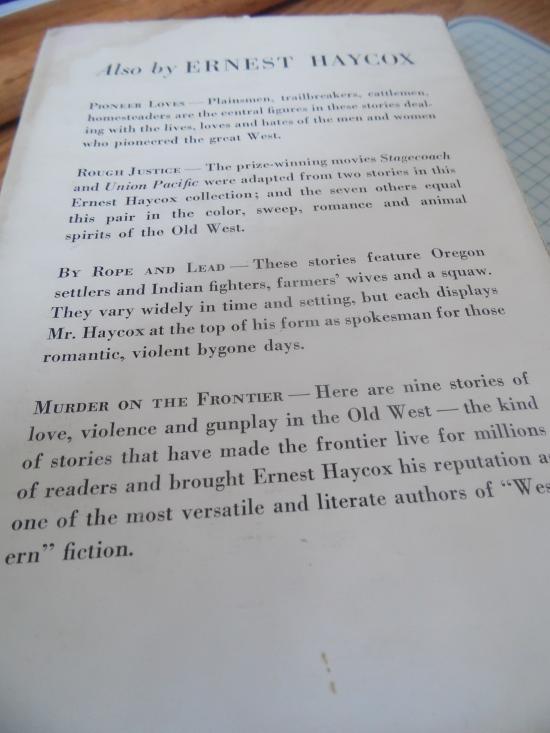 Also by ERNEST HAYCOX
PIONEER LOVES — Plainsmen, trailbreakers, cattlemen,
homesteaders are the central figures in these stories deal-
ing with the lives, loves and hates of the men and women
who pioneered the great West.
ROUGH JUSTICE — The prize-winning movies Stagecoach
and Union Pacific were adapted from two stories in this
Ernest Haycox collection; and the seven others equal
this pair in the color, sweep, romance and animal
spirits of the Old West.
BY ROPE AND LEAD — These stories feature Oregon
settlers and Indian fighters, farmers' wives and a squaw.
They vary widely in time and setting, but each displays
Mr. Haycox at the top of his form as spokesman for those
romantic, violent bygone days.
MURDER ON THE FRONTIER — Here are nine stories of
love, violence and gunplay in the Old West — the kind
of stories that have made the frontier live for millions
of readers and brought Ernest Haycox his reputation a
one of the most versatile and literate authors of "Wes
ern" fiction.